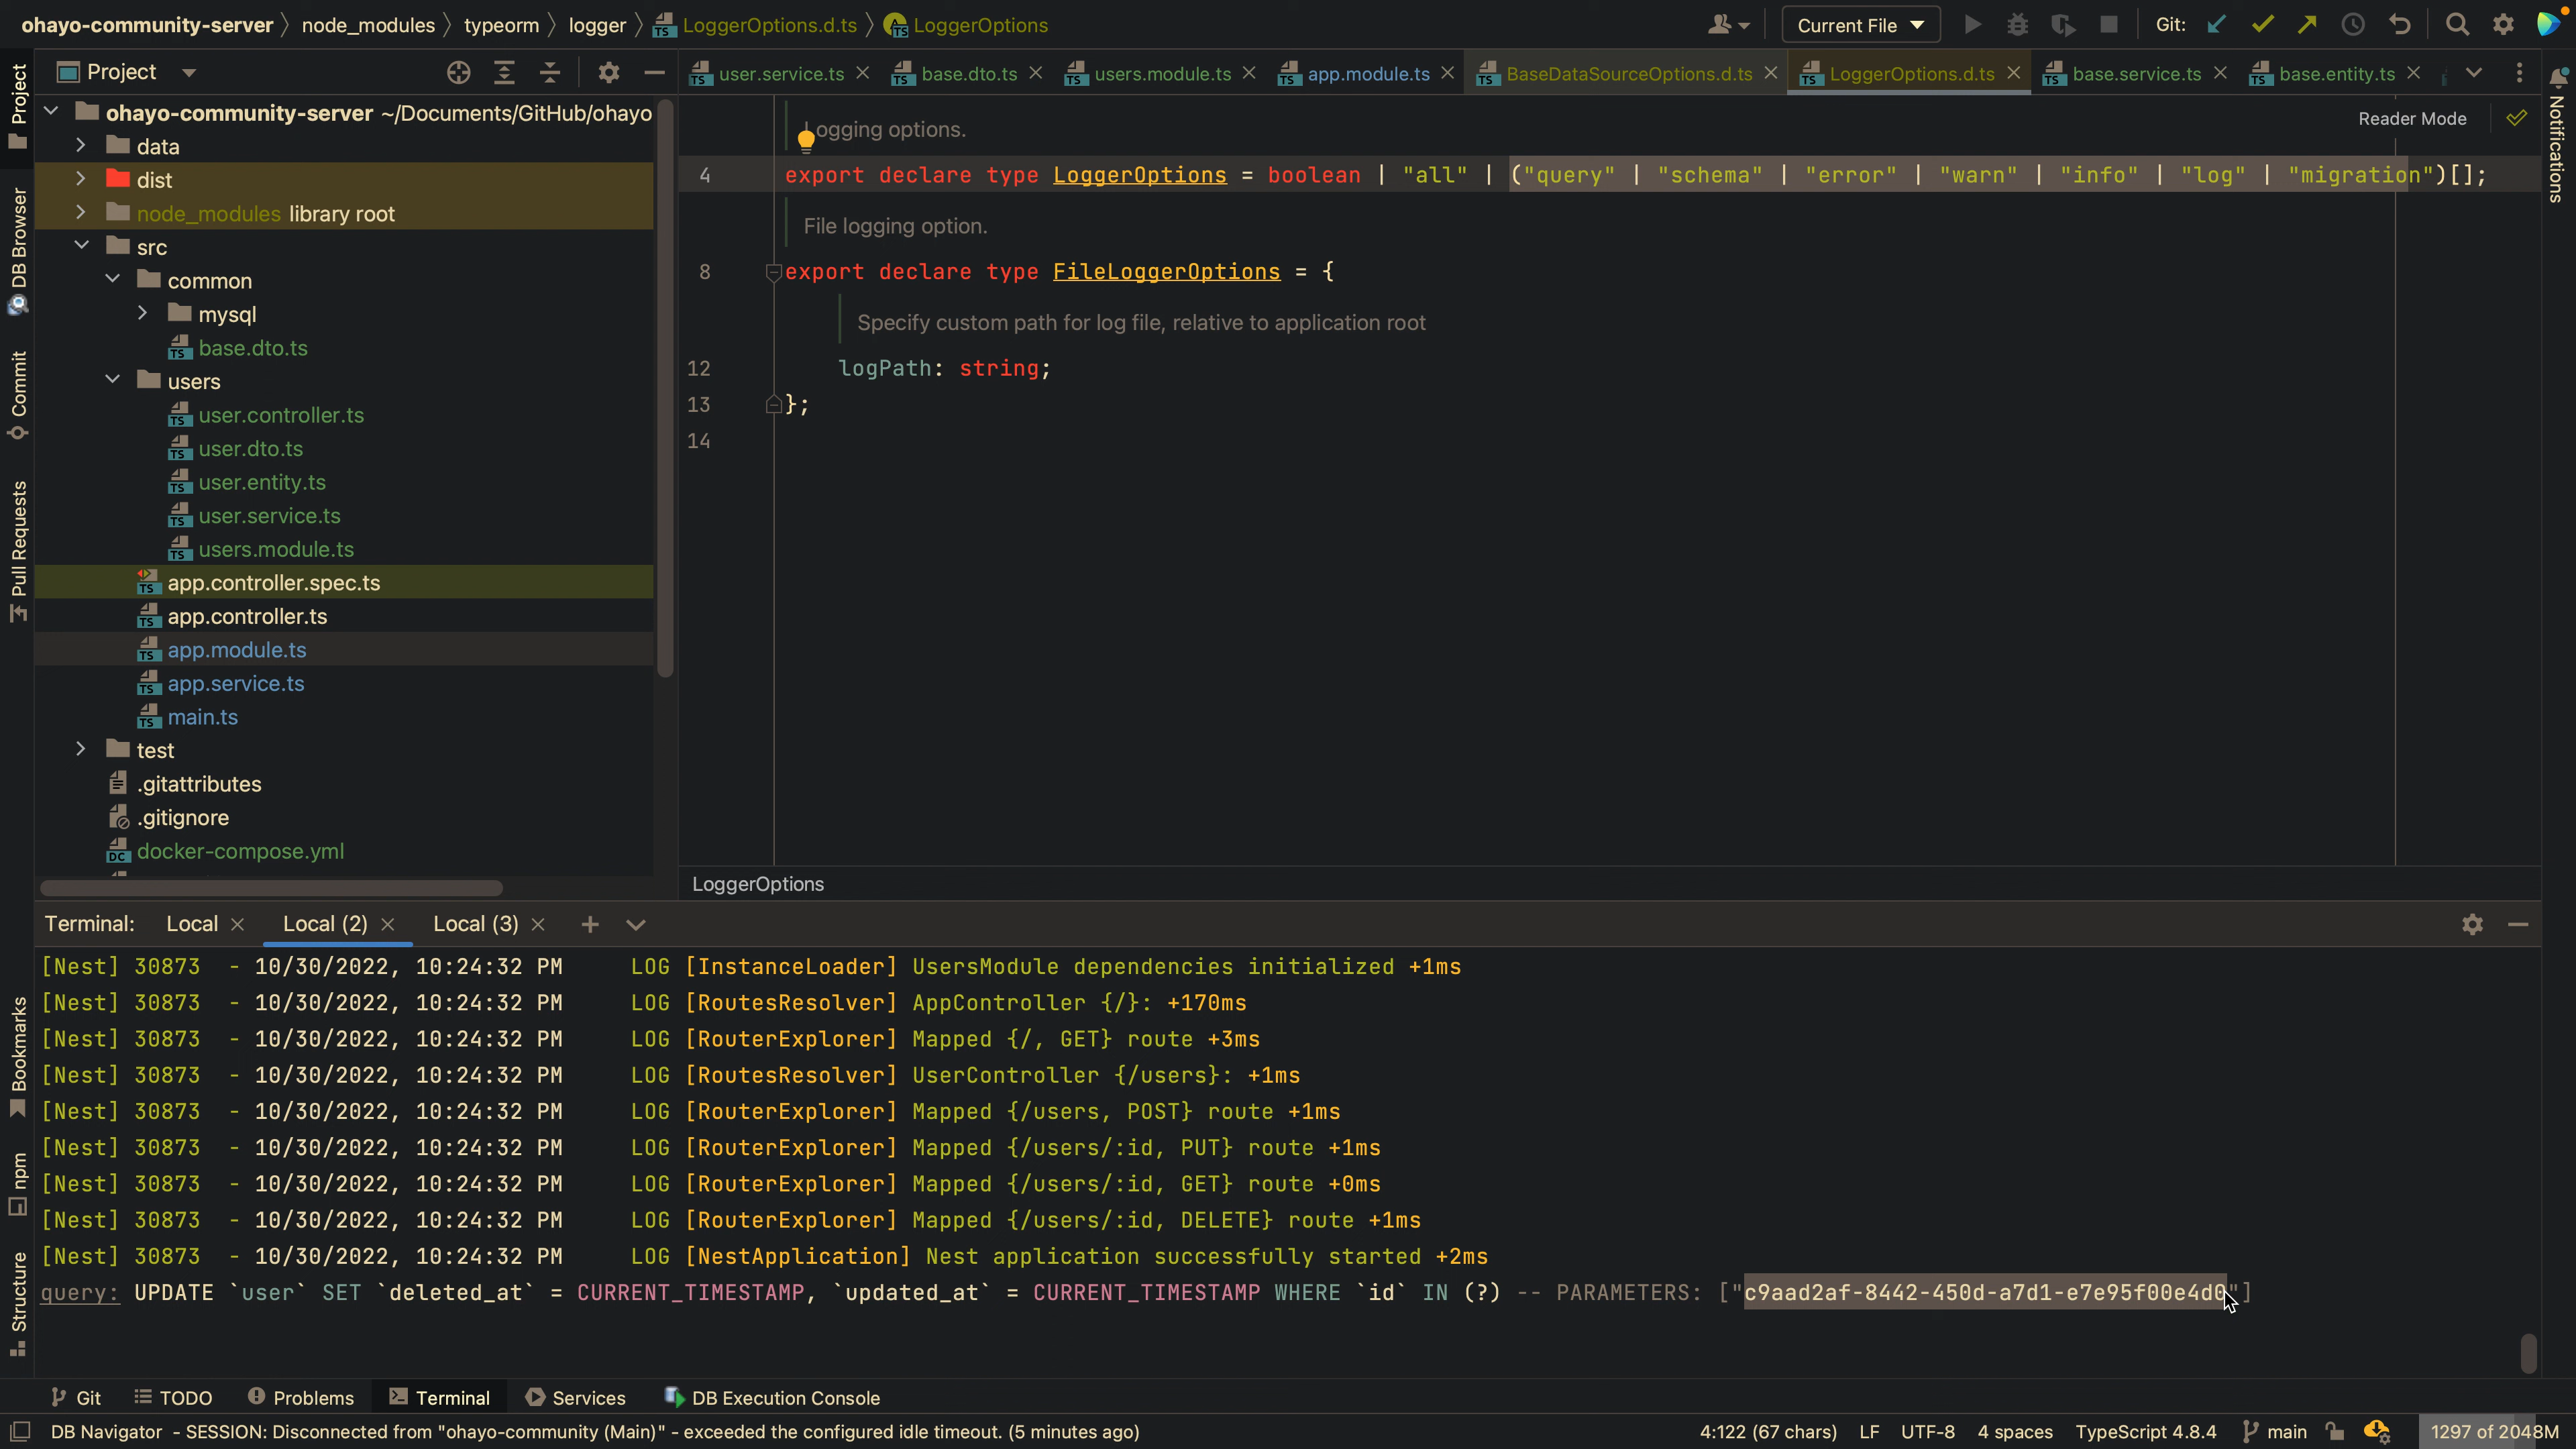 ohayo-community-server node_modules typeorm logger LoggerOptions.d.ts LoggerOptions Current File Git:
Project
user.service.ts base.dto.ts users.module.ts app.module.ts BaseDataSourceOptions.d.ts LoggerOptions.d.ts base.service.ts base.entity.ts
Project
DB Browser
Commit
Pull Requests
Bookmarks
npm
Structure
Notifications
ohayo-community-server ~/Documents/GitHub/ohayo
data
dist
node_modules library root
src
common
mysql
base.dto.ts
users
user.controller.ts
user.dto.ts
user.entity.ts
user.service.ts
users.module.ts
app.controller.spec.ts
app.controller.ts
app.module.ts
app.service.ts
main.ts
test
.gitattributes
.gitignore
docker-compose.yml
Reader Mode
ogging options.
4 export declare type LoggerOptions = boolean | "all" | ("query" | "schema" | "error" | "warn" | "info" | "log" | "migration")[];
File logging option.
8 export declare type FileLoggerOptions = {
Specify custom path for log file, relative to application root
12 logPath: string;
13 };
14
LoggerOptions
Terminal: Local Local (2) Local (3)
[Nest] 30873 - 10/30/2022, 10:24:32 PM LOG [InstanceLoader] UsersModule dependencies initialized +1ms
[Nest] 30873 - 10/30/2022, 10:24:32 PM LOG [RoutesResolver] AppController {/}: +170ms
[Nest] 30873 - 10/30/2022, 10:24:32 PM LOG [RouterExplorer] Mapped {/, GET} route +3ms
[Nest] 30873 - 10/30/2022, 10:24:32 PM LOG [RoutesResolver] UserController {/users}: +1ms
[Nest] 30873 - 10/30/2022, 10:24:32 PM LOG [RouterExplorer] Mapped {/users, POST} route +1ms
[Nest] 30873 - 10/30/2022, 10:24:32 PM LOG [RouterExplorer] Mapped {/users/:id, PUT} route +1ms
[Nest] 30873 - 10/30/2022, 10:24:32 PM LOG [RouterExplorer] Mapped {/users/:id, GET} route +0ms
[Nest] 30873 - 10/30/2022, 10:24:32 PM LOG [RouterExplorer] Mapped {/users/:id, DELETE} route +1ms
[Nest] 30873 - 10/30/2022, 10:24:32 PM LOG [NestApplication] Nest application successfully started +2ms
query: UPDATE `user` SET `deleted_at` = CURRENT_TIMESTAMP, `updated_at` = CURRENT_TIMESTAMP WHERE `id` IN (?) -- PARAMETERS: ["c9aad2af-8442-450d-a7d1-e7e95f00e4d0"]
Git TODO Problems Terminal Services DB Execution Console
DB Navigator - SESSION: Disconnected from "ohayo-community (Main)" - exceeded the configured idle timeout. (5 minutes ago) 4:122 (67 chars) LF UTF-8 4 spaces TypeScript 4.8.4 main 1297 of 2048M